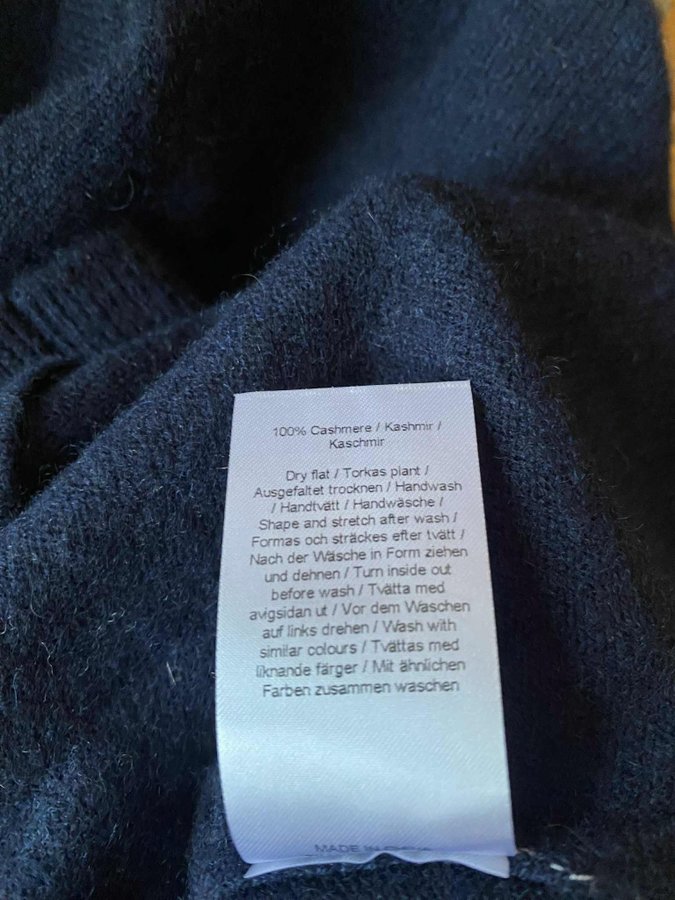 100% Cashmere / Kashmir /
Kaschmir
Dry flat / Torkas plant /
Ausgefaltet trocknen / Handwash
/ Handtvätt / Handwäsche /
Shape and stretch after wash /
Formas och sträckes efter tvätt /
Nach der Wäsche in Form ziehen
und dehnen / Turn inside out
before wash / Tvätta med
avigsidan ut / Vor dem Waschen
auf links drehen / Wash with
similar colours / Tvättas med
liknande färger / Mit ähnlichen
Farben zusammen waschen
MADE IN